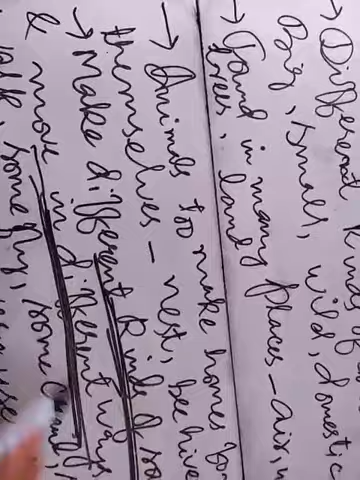 → Different kinds of
Big, small, wild, domestic
→ Found in many places - air,
trees, land
→ Animals too make homes for
themselves - nest, bee hive
→ Make different kinds of
& move in different ways,
walk, some fly, some